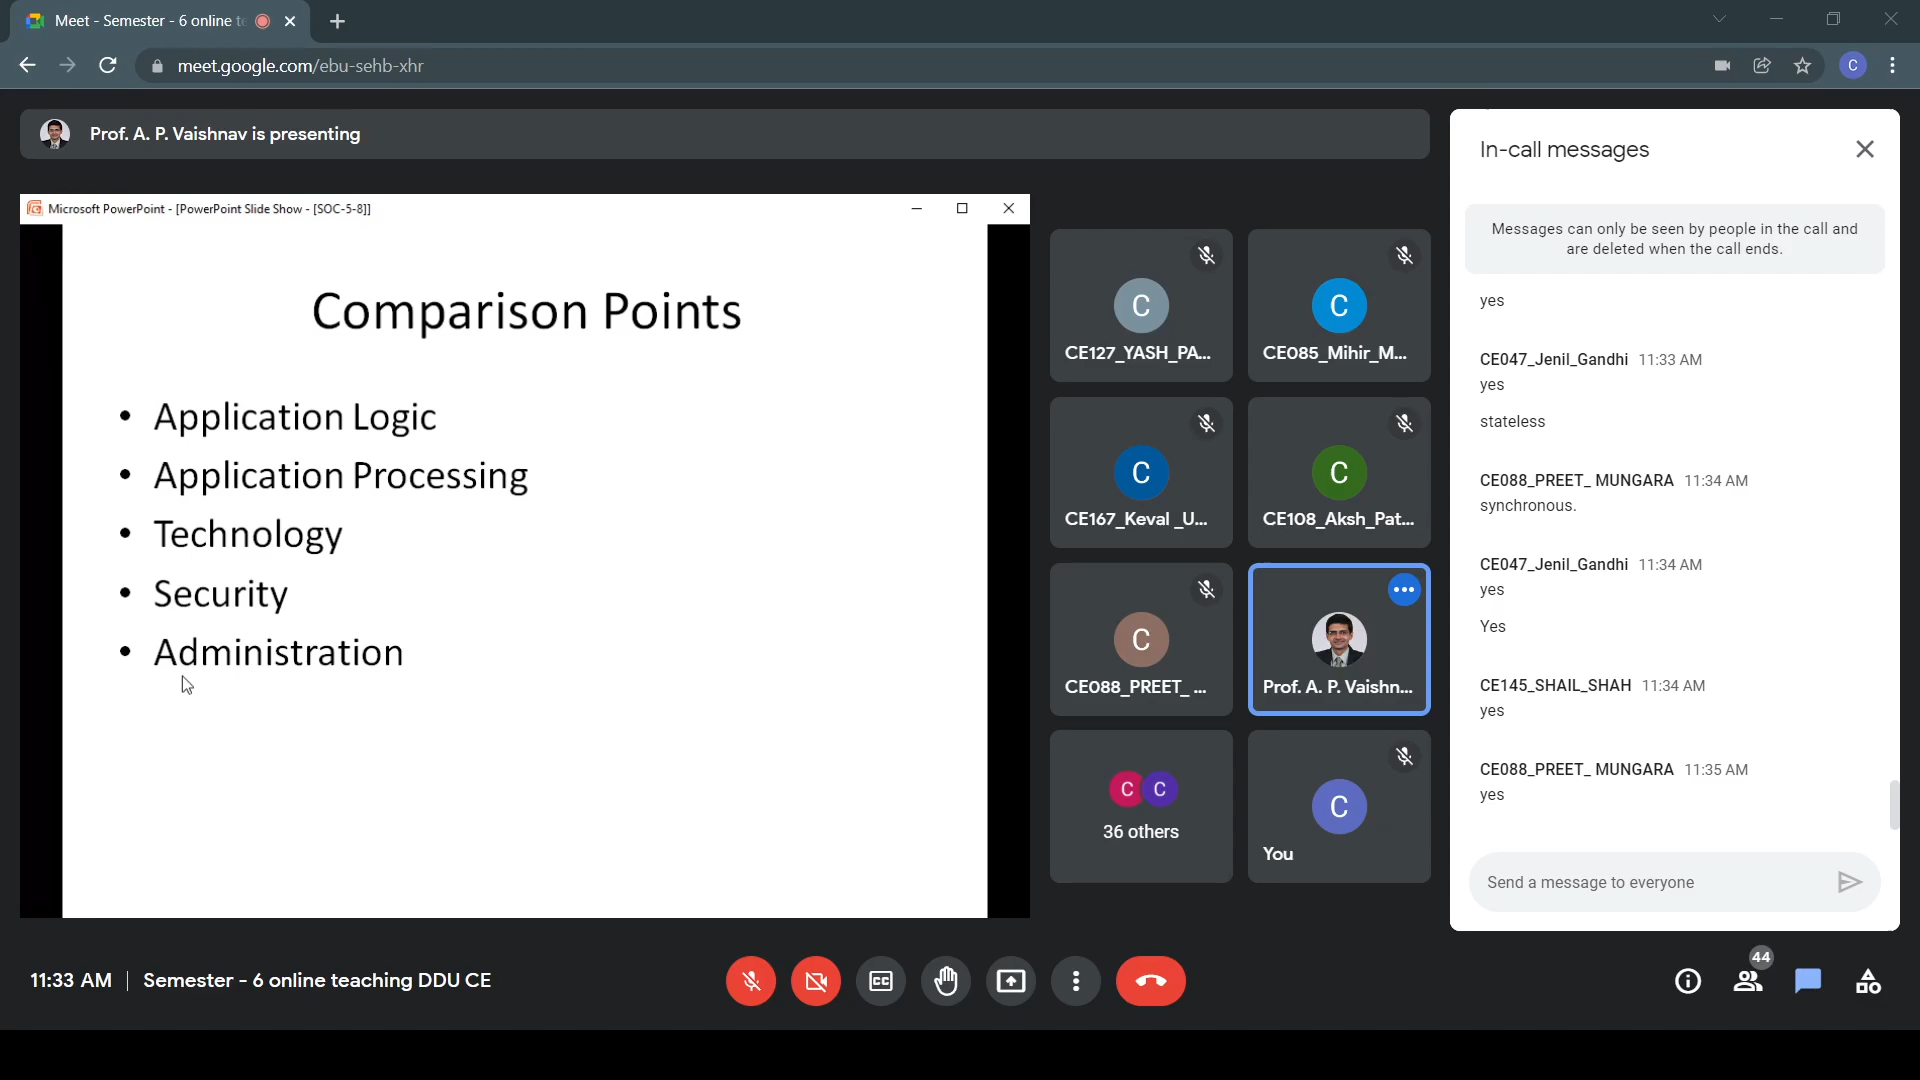 Meet - Semester - 6 online te
meet.google.com/ebu-sehb-xhr
C
Prof. A. P. Vaishnav is presenting
Microsoft PowerPoint - [PowerPoint Slide Show - [SOC-5-8]]
Comparison Points
• Application Logic
• Application Processing
• Technology
• Security
• Administration
C
CE127_YASH_PA...
C
CE085_Mihir_M...
C
CE167_Keval _U...
C
CE108_Aksh_Pat...
C
CE088_PREET_ ...
Prof. A. P. Vaishn...
C C
36 others
C
You
In-call messages
Messages can only be seen by people in the call and
are deleted when the call ends.
yes
CE047_Jenil_Gandhi 11:33 AM
yes
stateless
CE088_PREET_ MUNGARA 11:34 AM
synchronous.
CE047_Jenil_Gandhi 11:34 AM
yes
Yes
CE145_SHAIL_SHAH 11:34 AM
yes
CE088_PREET_ MUNGARA 11:35 AM
yes
Send a message to everyone
11:33 AM | Semester - 6 online teaching DDU CE
CC
44